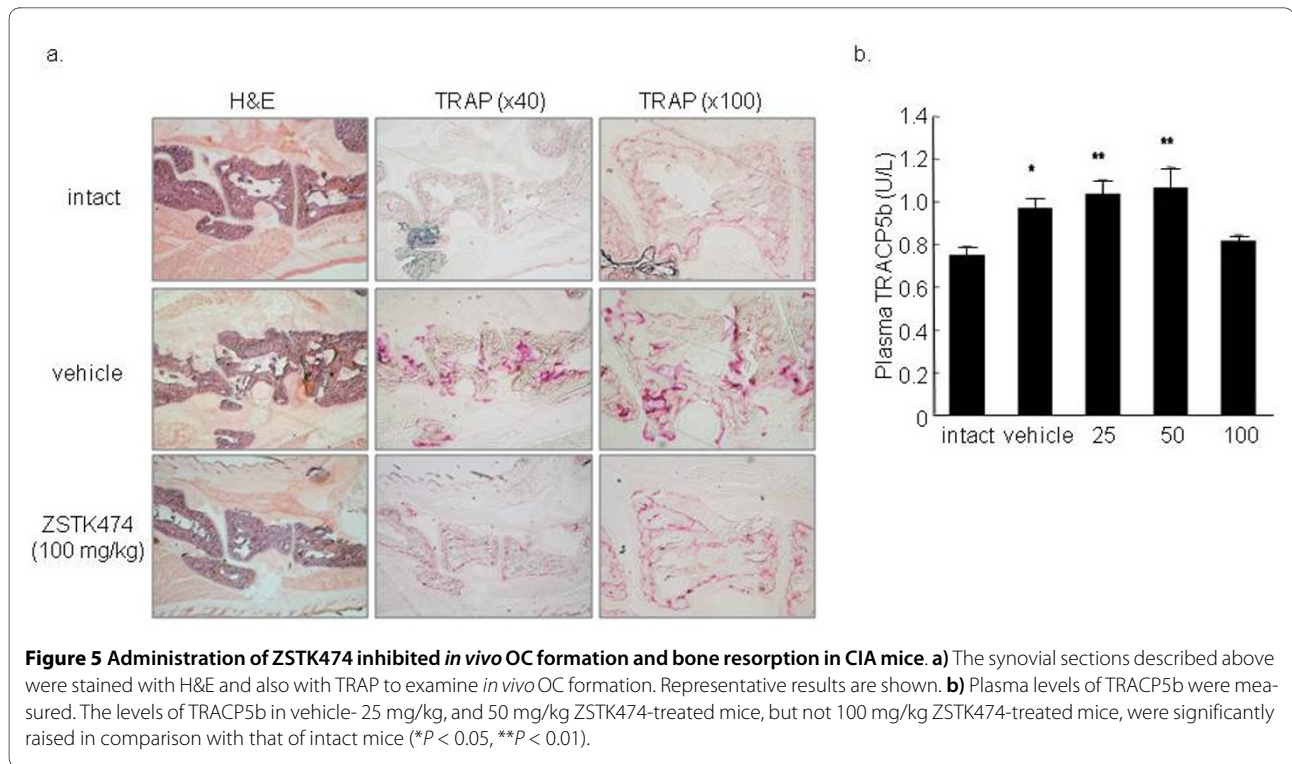 a.
H&E TRAP (x40) TRAP (x100)
intact
vehicle
ZSTK474
(100 mg/kg)
b.
Plasma TRACP5b (U/L)
1.4
1.2
1.0
0.8
0.6
0.4
0.2
0
*
**
**
intact vehicle 25 50 100
Figure 5 Administration of ZSTK474 inhibited in vivo OC formation and bone resorption in CIA mice. a) The synovial sections described above
were stained with H&E and also with TRAP to examine in vivo OC formation. Representative results are shown. b) Plasma levels of TRACP5b were mea-
sured. The levels of TRACP5b in vehicle- 25 mg/kg, and 50 mg/kg ZSTK474-treated mice, but not 100 mg/kg ZSTK474-treated mice, were significantly
raised in comparison with that of intact mice (*P < 0.05, **P < 0.01).